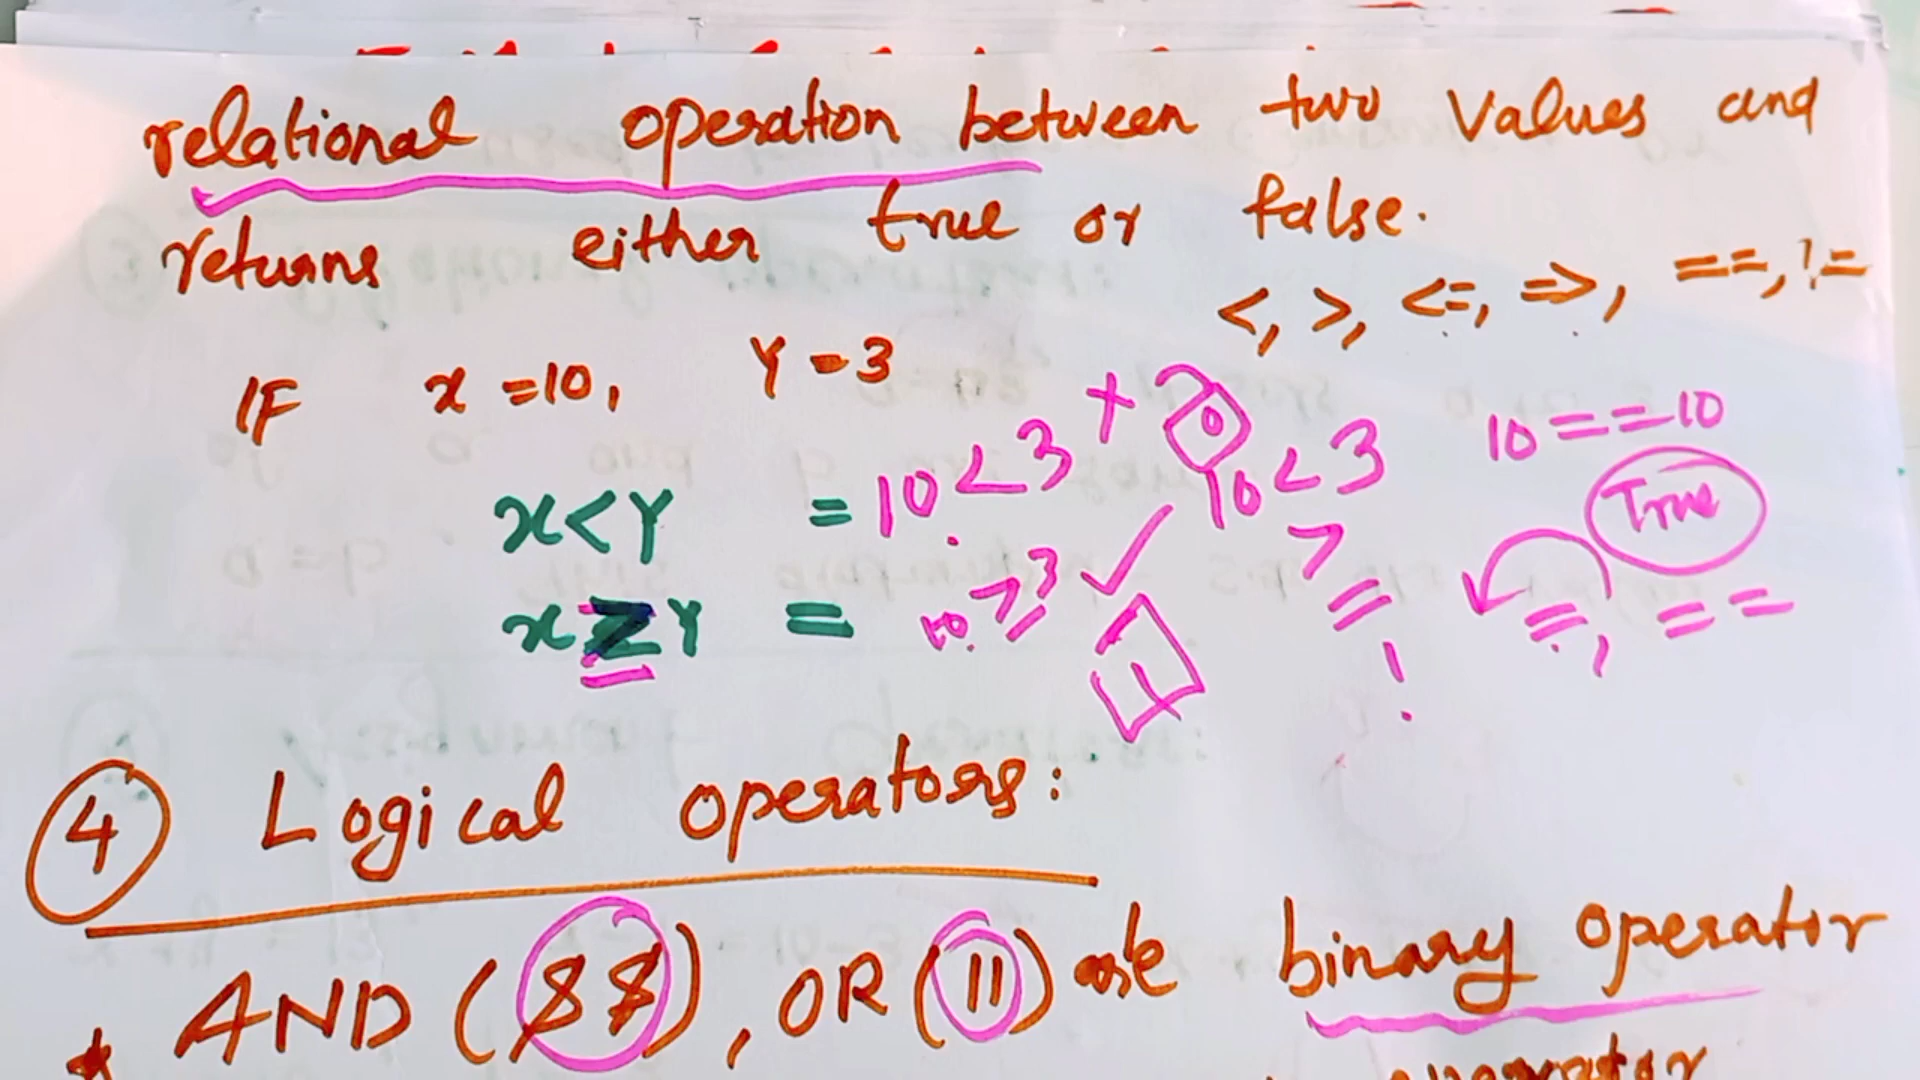 relational operation between two values and
returns either true or false.
<, >, <=, =>, ==, !=
IF x =10, Y = 3
x<Y = 10<3 + 10<3 10 == =10
True
x≥Y = 10 ≥3 ✓ > = ! =, ==
4 Logical operators:
* AND (&&), OR (||) are binary operator
operator